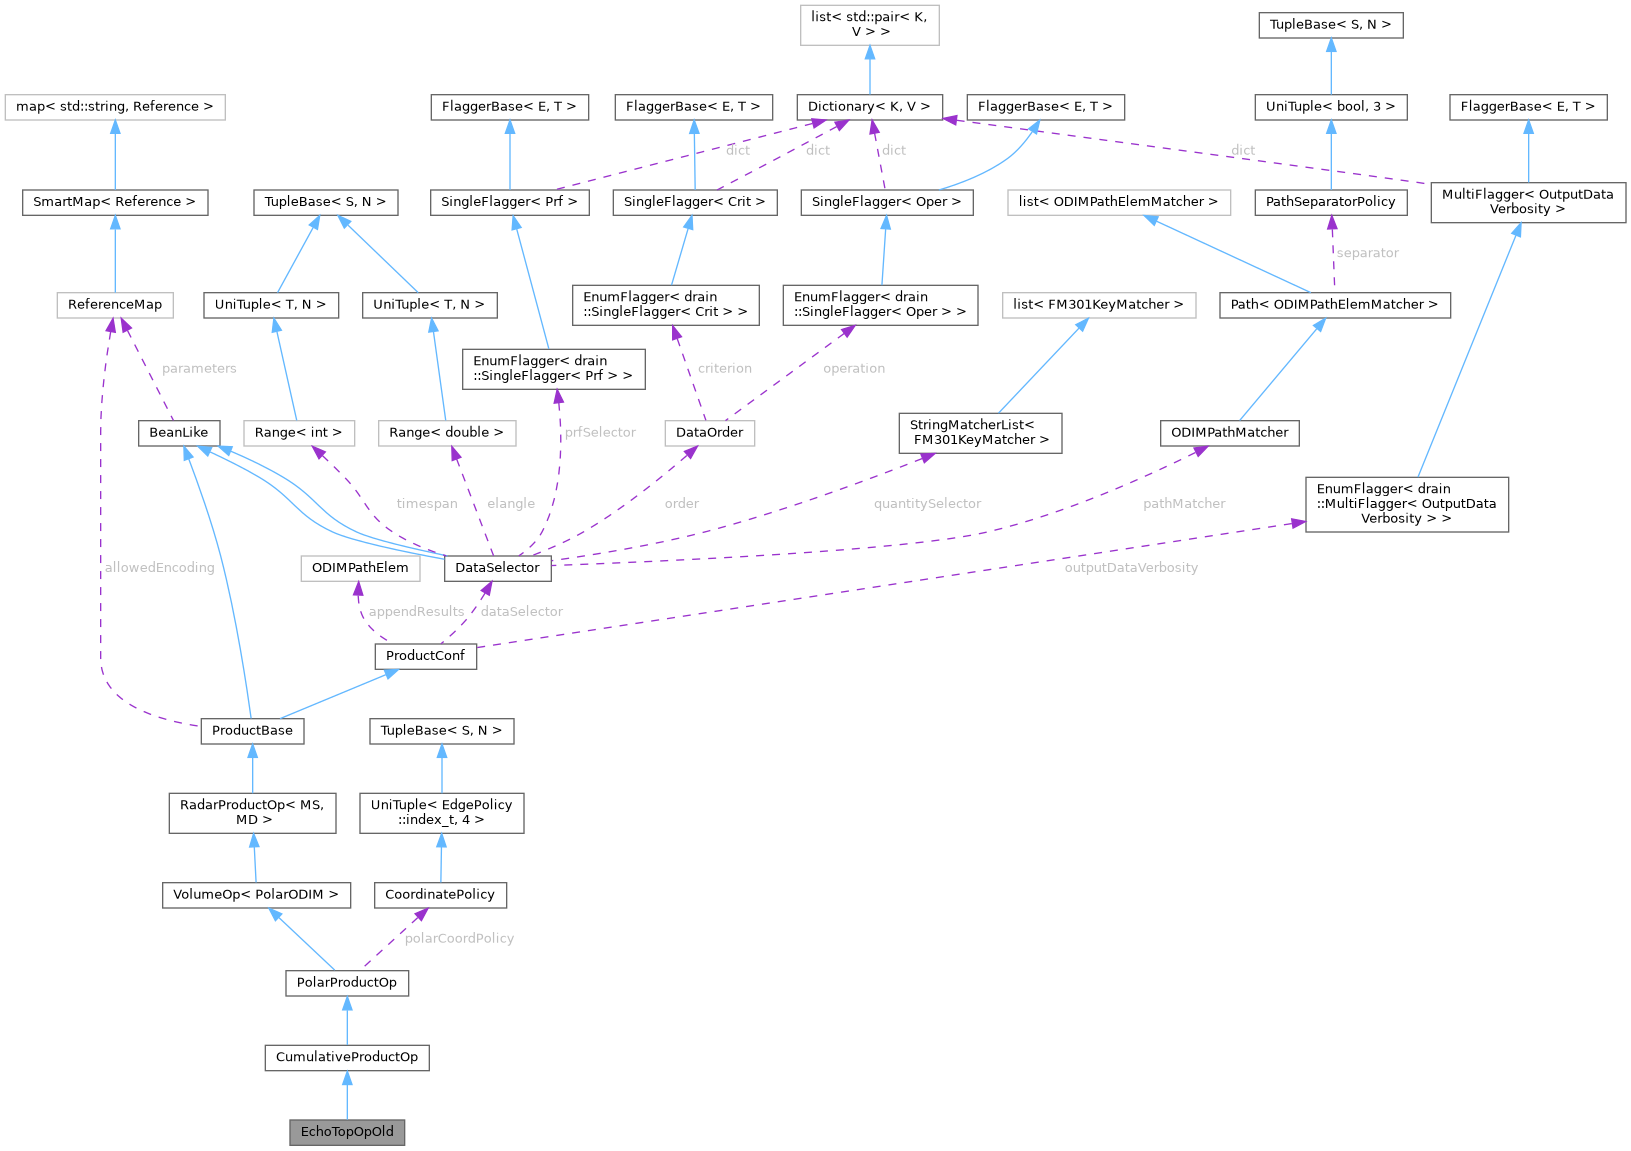 list< std::pair< K,
V > >
TupleBase< S, N >
map< std::string, Reference >
FlaggerBase< E, T >
FlaggerBase< E, T >
Dictionary< K, V >
FlaggerBase< E, T >
UniTuple< bool, 3 >
FlaggerBase< E, T >
dict
dict
dict
dict
SmartMap< Reference >
TupleBase< S, N >
SingleFlagger< Prf >
SingleFlagger< Crit >
SingleFlagger< Oper >
list< ODIMPathElemMatcher >
PathSeparatorPolicy
MultiFlagger< OutputData
Verbosity >
separator
ReferenceMap
UniTuple< T, N >
UniTuple< T, N >
EnumFlagger< drain
::SingleFlagger< Crit > >
EnumFlagger< drain
::SingleFlagger< Oper > >
list< FM301KeyMatcher >
Path< ODIMPathElemMatcher >
parameters
EnumFlagger< drain
::SingleFlagger< Prf > >
criterion
operation
BeanLike
Range< int >
Range< double >
prfSelector
DataOrder
StringMatcherList<
FM301KeyMatcher >
ODIMPathMatcher
timespan
elangle
order
quantitySelector
pathMatcher
EnumFlagger< drain
::MultiFlagger< OutputData
Verbosity > >
allowedEncoding
ODIMPathElem
DataSelector
outputDataVerbosity
appendResults
dataSelector
ProductConf
ProductBase
TupleBase< S, N >
RadarProductOp< MS,
MD >
UniTuple< EdgePolicy
::index_t, 4 >
VolumeOp< PolarODIM >
CoordinatePolicy
polarCoordPolicy
PolarProductOp
CumulativeProductOp
EchoTopOpOld